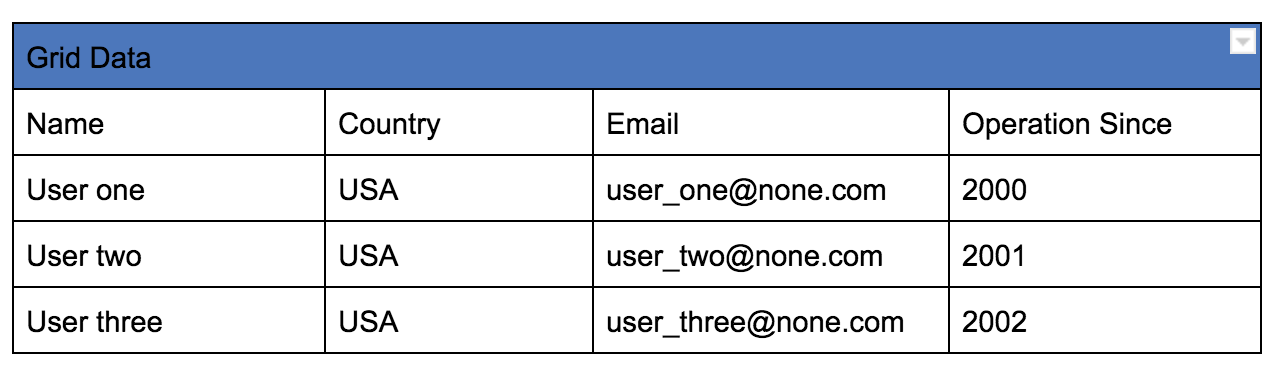 Grid Data
Name Country Email Operation Since
User one USA user_one@none.com 2000
User two USA user_two@none.com 2001
User three USA user_three@none.com 2002